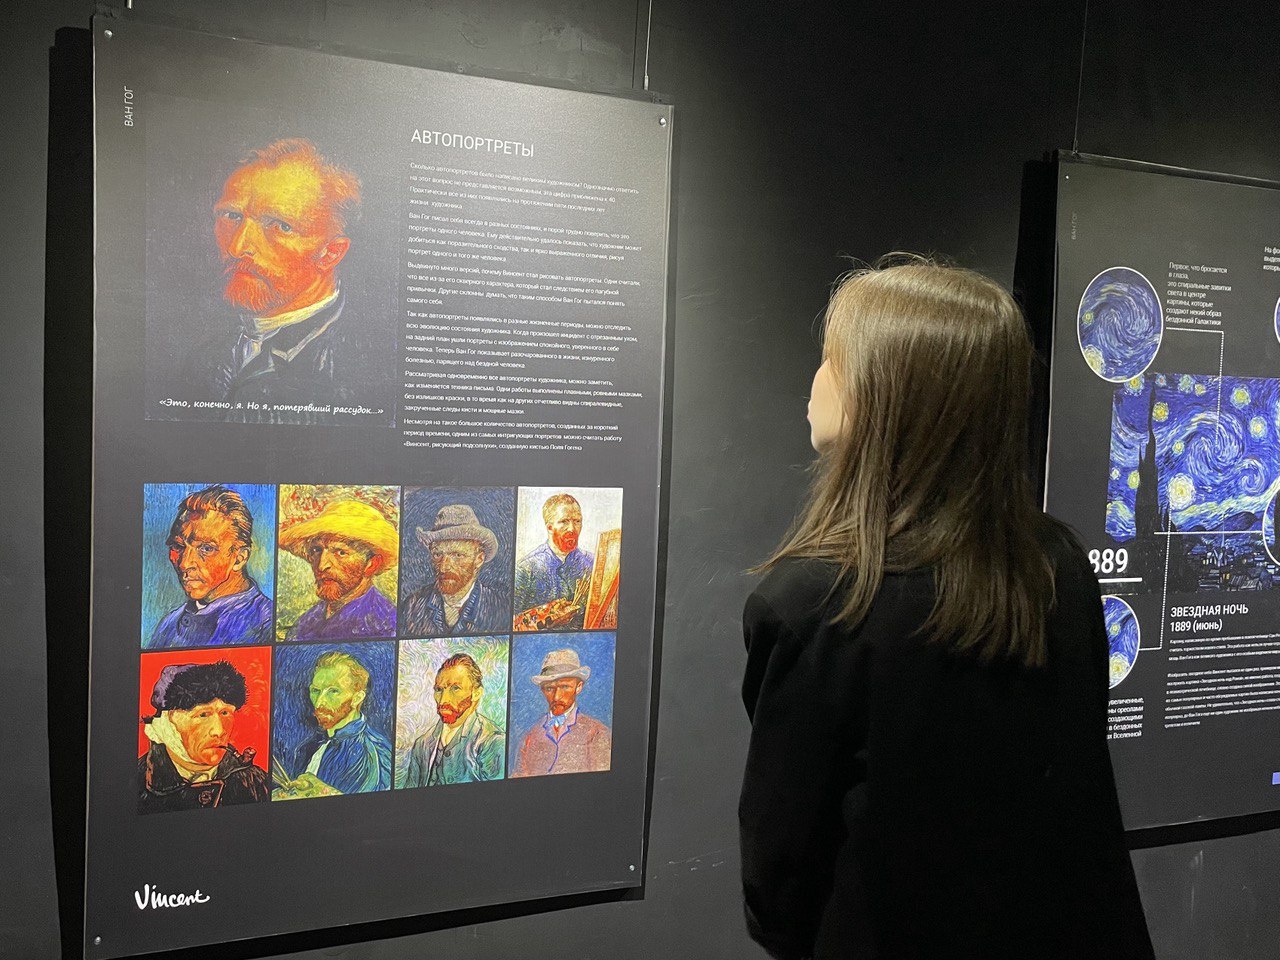 ВАН ГОГ
АВТОПОРТРЕТЫ
Сколько автопортретов было написано великим художником? Однозначно ответить
на этот вопрос не представляется возможным, эта цифра приближена к 40.
Практически все из них появлялись на протяжении пяти последних лет
жизни художника.
Ван Гог писал себя всегда в разных состояниях, и порой трудно поверить, что это
портреты одного человека. Ему действительно удалось показать, что художник может
добиться как поразительного сходства, так и ярко выраженного отличия, рисуя
портрет одного и того же человека.
Выдвинуто много версий, почему Винсент стал рисовать автопортреты. Одни считали,
что все из-за его скверного характера, который стал следствием его пагубной
привычки. Другие склонны думать, что таким способом Ван Гог пытался понять
самого себя.
Так как автопортреты появлялись в разные жизненные периоды, можно отследить
всю эволюцию состояния художника. Когда произошел инцидент с отрезанным ухом,
на задний план ушли портреты с изображением спокойного, уверенного в себе
человека. Теперь Ван Гог показывает разочарованного в жизни, измученного
болезнью, парящего над бездной человека.
Рассматривая одновременно все автопортреты художника, можно заметить,
как изменяется техника письма. Одни работы выполнены плавными, ровными мазками,
без излишков краски, в то время как на других отчетливо видны спиралевидные,
закрученные следы кисти и мощные мазки.
Несмотря на такое большое количество автопортретов, созданных за короткий
период времени, одним из самых интригующих портретов можно считать работу
«Винсент, рисующий подсолнухи», созданную кистью Поля Гогена
«Это, конечно, я. Но я, потерявший рассудок...»
Vincent
ВАН ГОГ
Первое, что бросается
в глаза,
это спиральные завитки
света в центре
картины, которые
создают некий образ
бездонной Галактики
На
889
ЗВЕЗДНАЯ НОЧЬ
1889 (июнь)
увеличенные,
ореолами
создающими
в бездонных
Вселенной